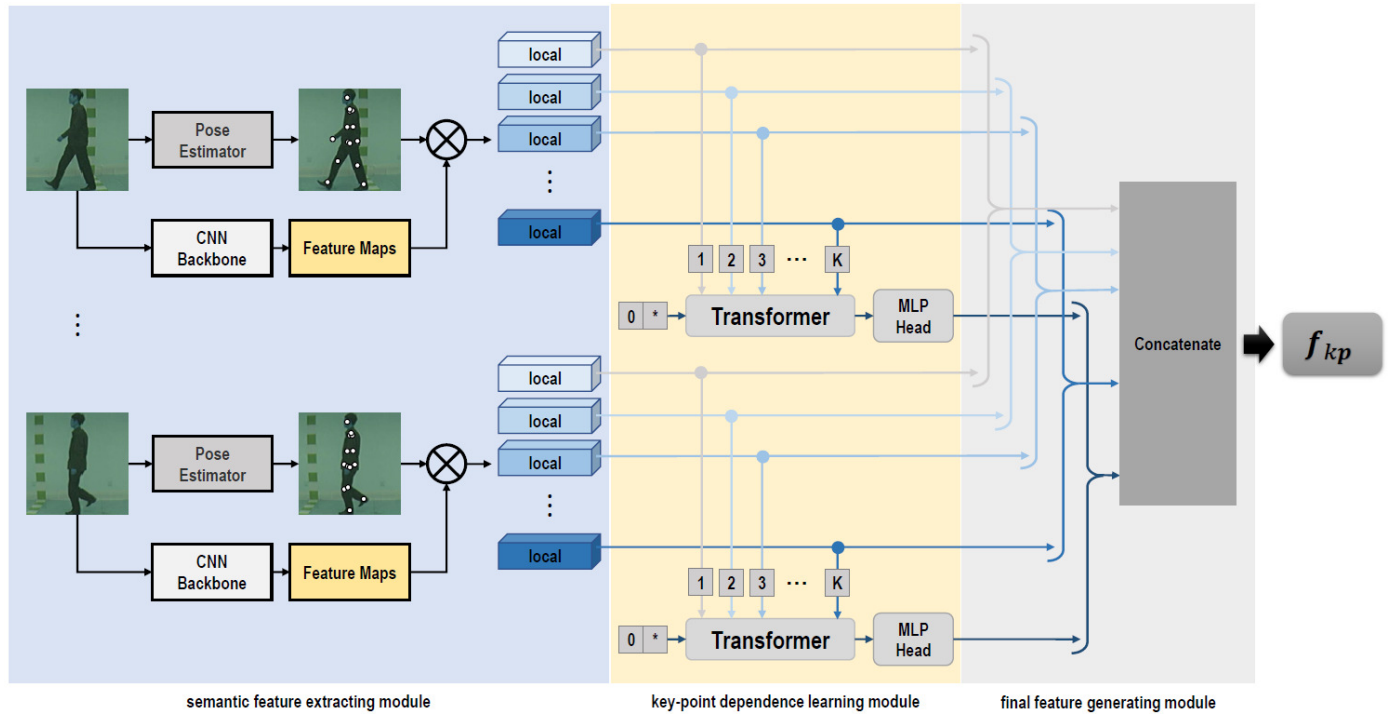 local
local
local
⋮
local
Pose
Estimator
CNN
Backbone
Feature Maps
1 2 3 ··· K
0 *
Transformer
MLP
Head
⋮
local
local
local
⋮
local
Pose
Estimator
CNN
Backbone
Feature Maps
1 2 3 ··· K
0 *
Transformer
MLP
Head
Concatenate
f kp
semantic feature extracting module
key-point dependence learning module
final feature generating module